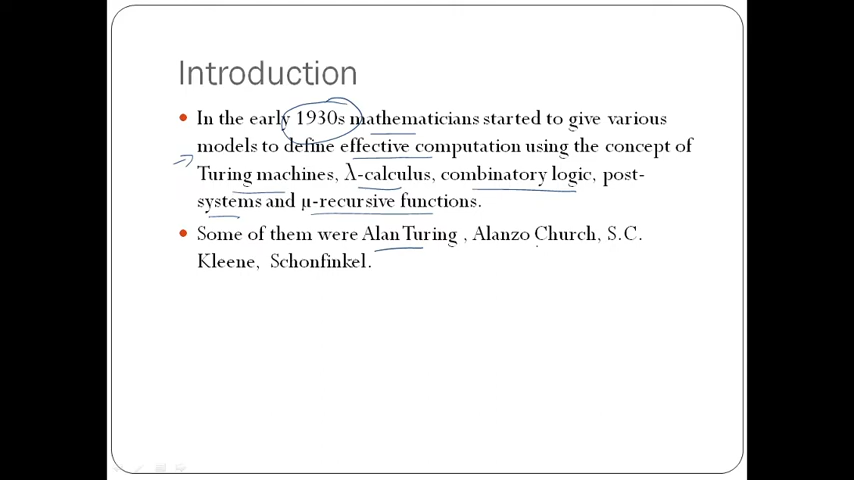 Introduction
• In the early 1930s mathematicians started to give various
models to define effective computation using the concept of
Turing machines, λ-calculus, combinatory logic, post-
systems and μ-recursive functions.
• Some of them were Alan Turing , Alanzo Church, S.C.
Kleene, Schonfinkel.